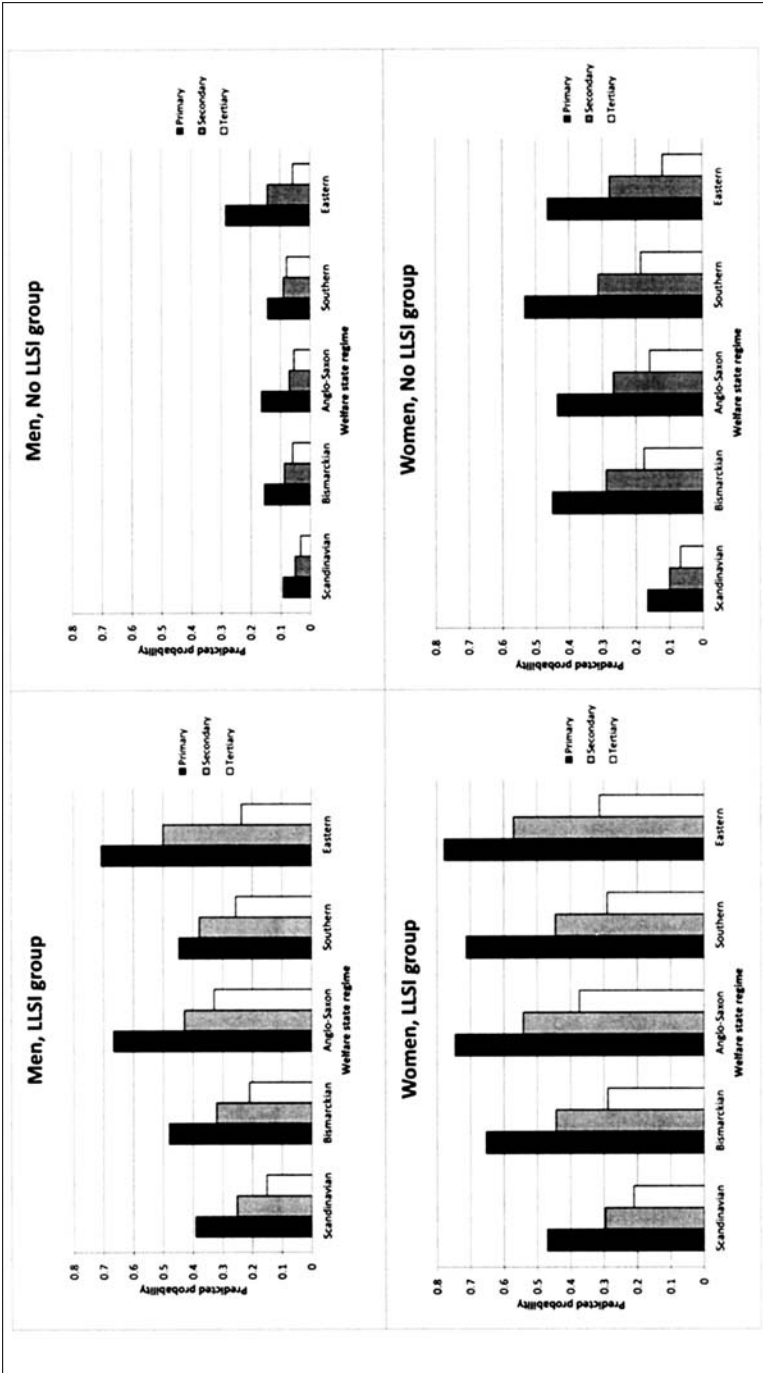 Men, LLSI group
0.8
0.7
0.6
0.5
0.4
0.3
0.2
0.1
0
Predicted probability
Scandinavian Bismarckian Anglo-Saxon Southern Eastern
Welfare state regime
Primary
Secondary
Tertiary
Men, No LLSI group
0.8
0.7
0.6
0.5
0.4
0.3
0.2
0.1
0
Predicted probability
Scandinavian Bismarckian Anglo-Saxon Southern Eastern
Welfare state regime
Primary
Secondary
Tertiary
Women, LLSI group
0.8
0.7
0.6
0.5
0.4
0.3
0.2
0.1
0
Predicted probability
Scandinavian Bismarckian Anglo-Saxon Southern Eastern
Welfare state regime
Primary
Secondary
Tertiary
Women, No LLSI group
0.8
0.7
0.6
0.5
0.4
0.3
0.2
0.1
0
Predicted probability
Scandinavian Bismarckian Anglo-Saxon Southern Eastern
Welfare state regime
Primary
Secondary
Tertiary